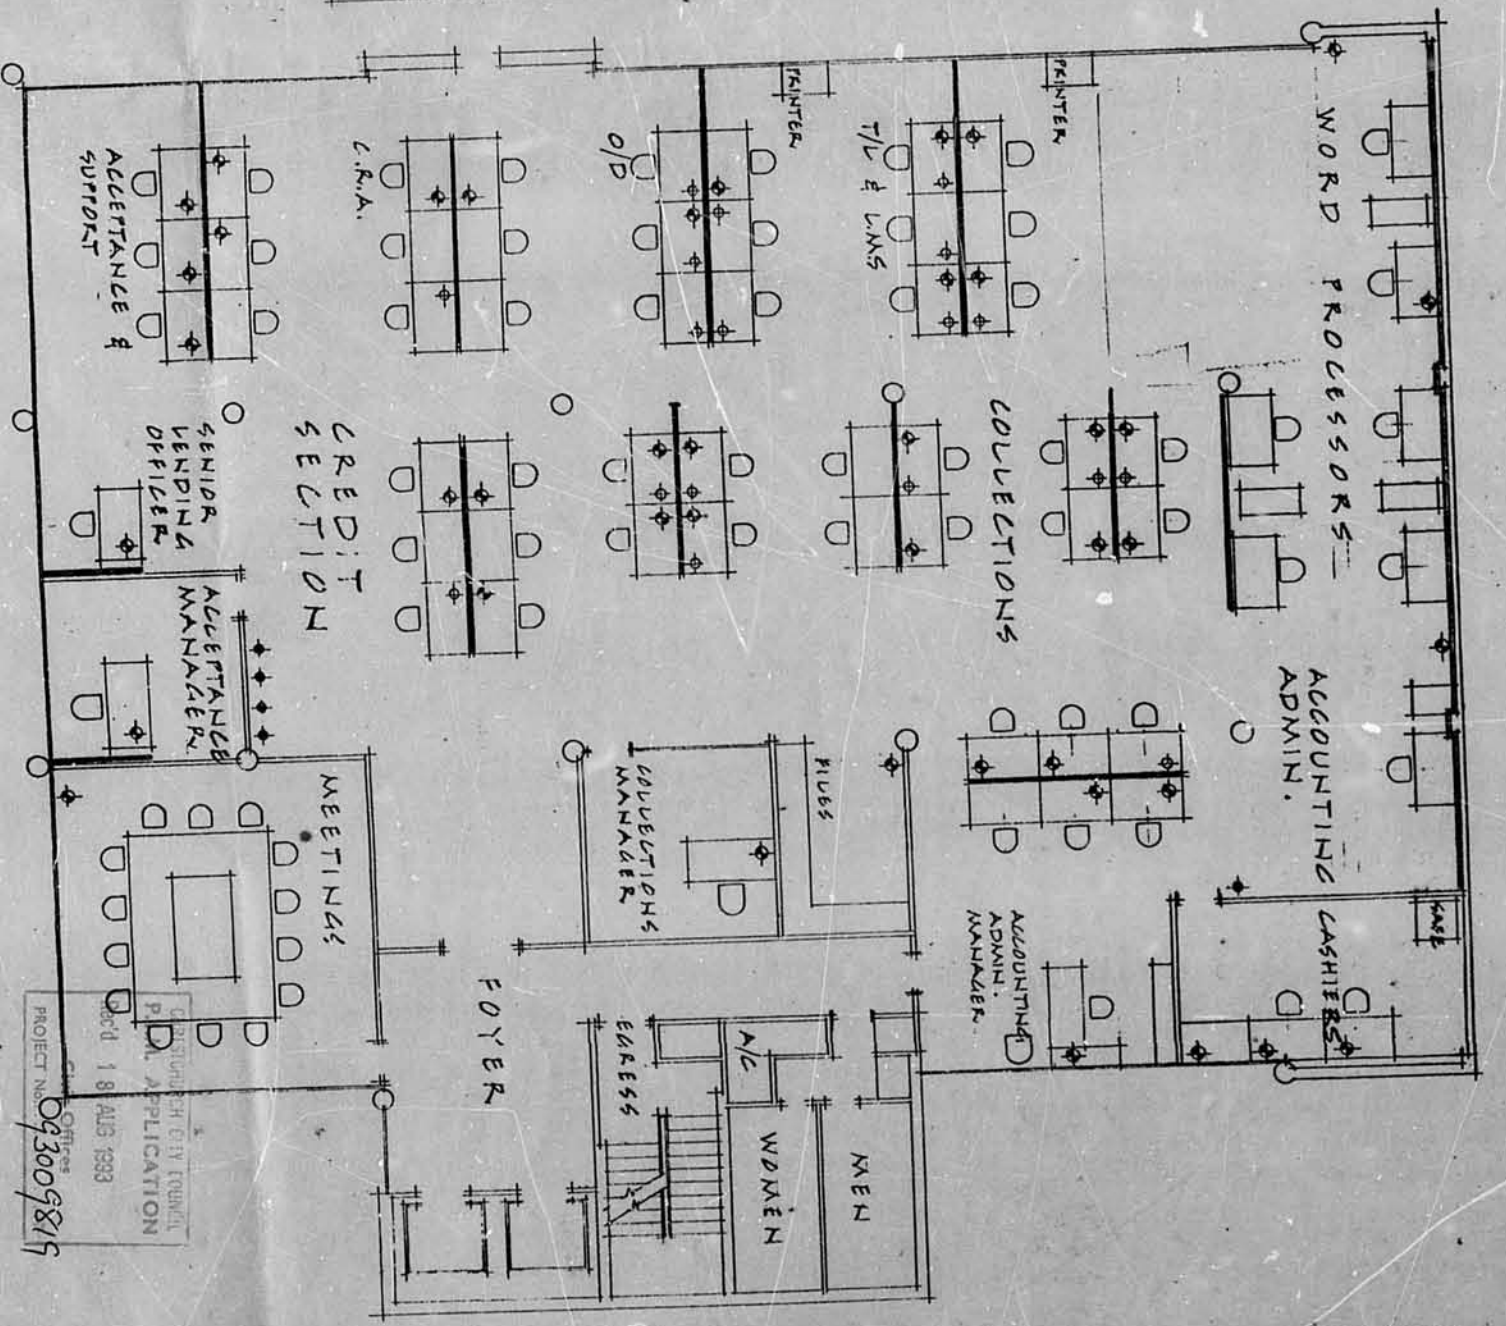 WORD PROCESSORS
PRINTER
PRINTER
T/L & L.M.S
O/D
C.R.A.
ACCEPTANCE &
SUPPORT
COLLECTIONS
CREDIT
SECTION
SENIOR
LENDING
OFFICER
ACCEPTANCE
MANAGER
ACCOUNTING
ADMIN.
FILES
COLLECTIONS
MANAGER
MEETINGS
SAFE
CASHIERS
ACCOUNTING
ADMIN.
MANAGER.
FOYER
EGRESS
A/C
WOMEN
MEN
CHRISTCHURCH CITY COUNCIL
APPLICATION
Rec'd 18 AUG 1993
Civic Offices
PROJECT No.